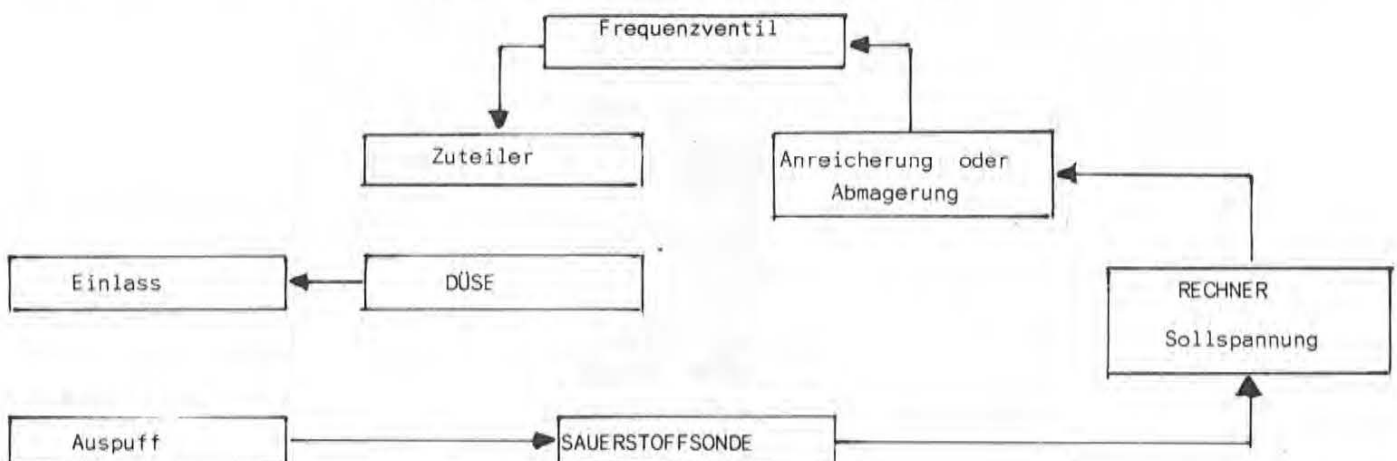 Frequenzventil
Zuteiler
Anreicherung oder
Abmagerung
Einlass
DÜSE
RECHNER
Sollspannung
Auspuff
SAUERSTOFFSONDE